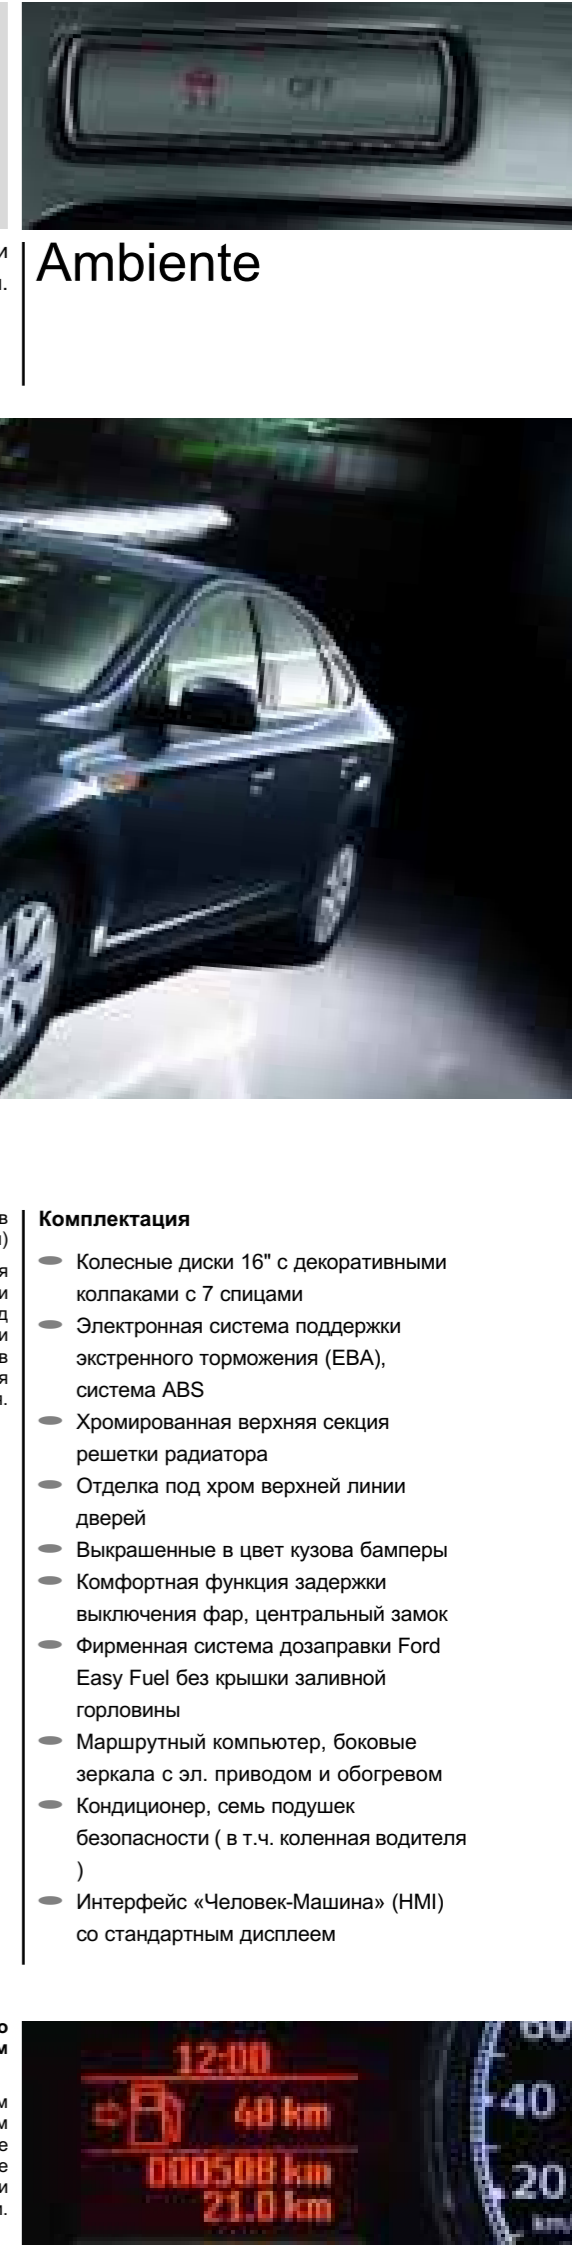 OFF
и
Ambiente
.
в
Комплектация
)
Колесные диски 16" с декоративными
я
колпаками с 7 спицами
и
д
Электронная система поддержки
и
экстренного торможения (EBA),
в
я
система ABS
.
Хромированная верхняя секция
решетки радиатора
Отделка под хром верхней линии
дверей
Выкрашенные в цвет кузова бамперы
Комфортная функция задержки
выключения фар, центральный замок
Фирменная система дозаправки Ford
Easy Fuel без крышки заливной
горловины
Маршрутный компьютер, боковые
зеркала с эл. приводом и обогревом
Кондиционер, семь подушек
безопасности ( в т.ч. коленная водителя
)
Интерфейс «Человек-Машина» (HMI)
со стандартным дисплеем
о
м
м
м
е
е
и
.
12:00
48 km
000508 km
21.0 km
60
40
20
km/